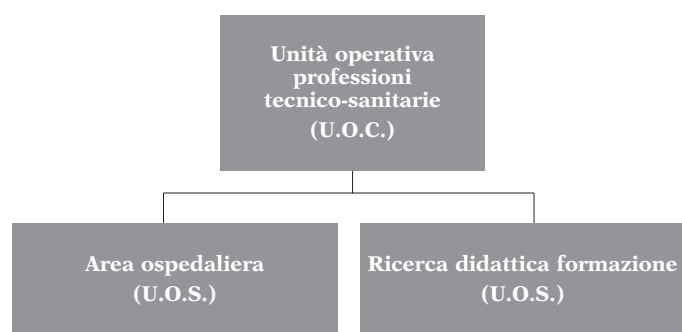 Unità operativa
professioni
tecnico-sanitarie
(U.O.C.)
Area ospedaliera
(U.O.S.)
Ricerca didattica formazione
(U.O.S.)